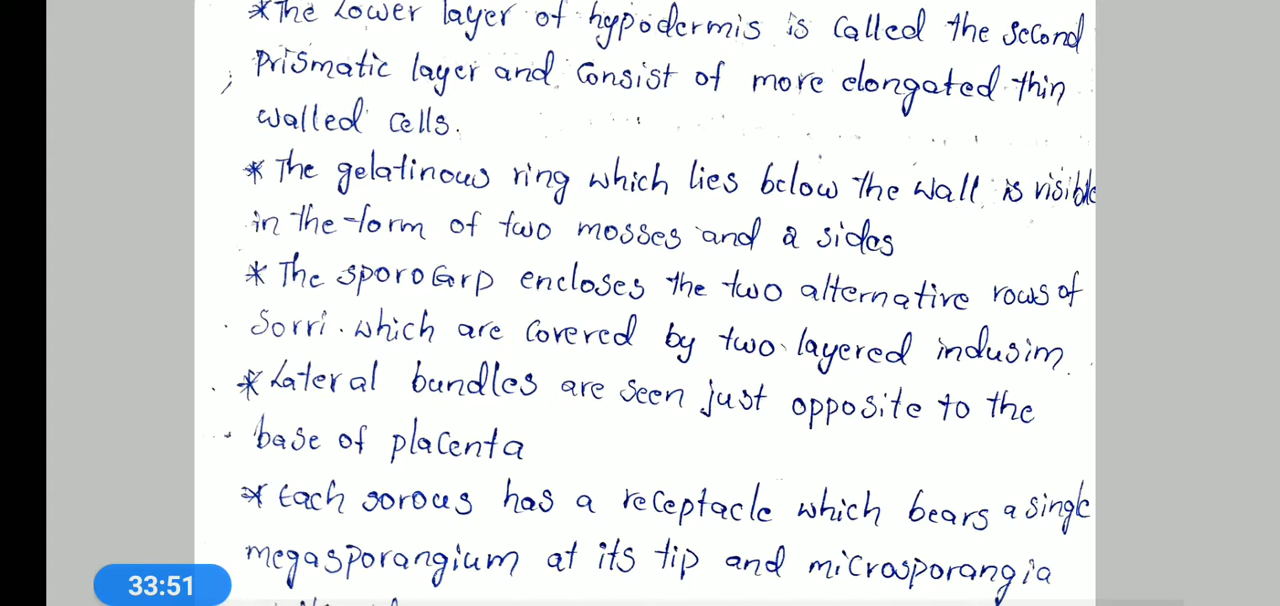 *The Lower layer of hypodermis is called the second
prismatic layer and consist of more elongated thin
walled cells.
* The gelatinous ring which lies below the wall is visible
in the form of two mosses and a sides
* The sporocarp encloses the two alternative rows of
Sorri. which are covered by two layered indusim.
* Lateral bundles are seen just opposite to the
base of placenta
* Each sorous has a receptacle which bears a single
megasporangium at its tip and microsporangia
33:51